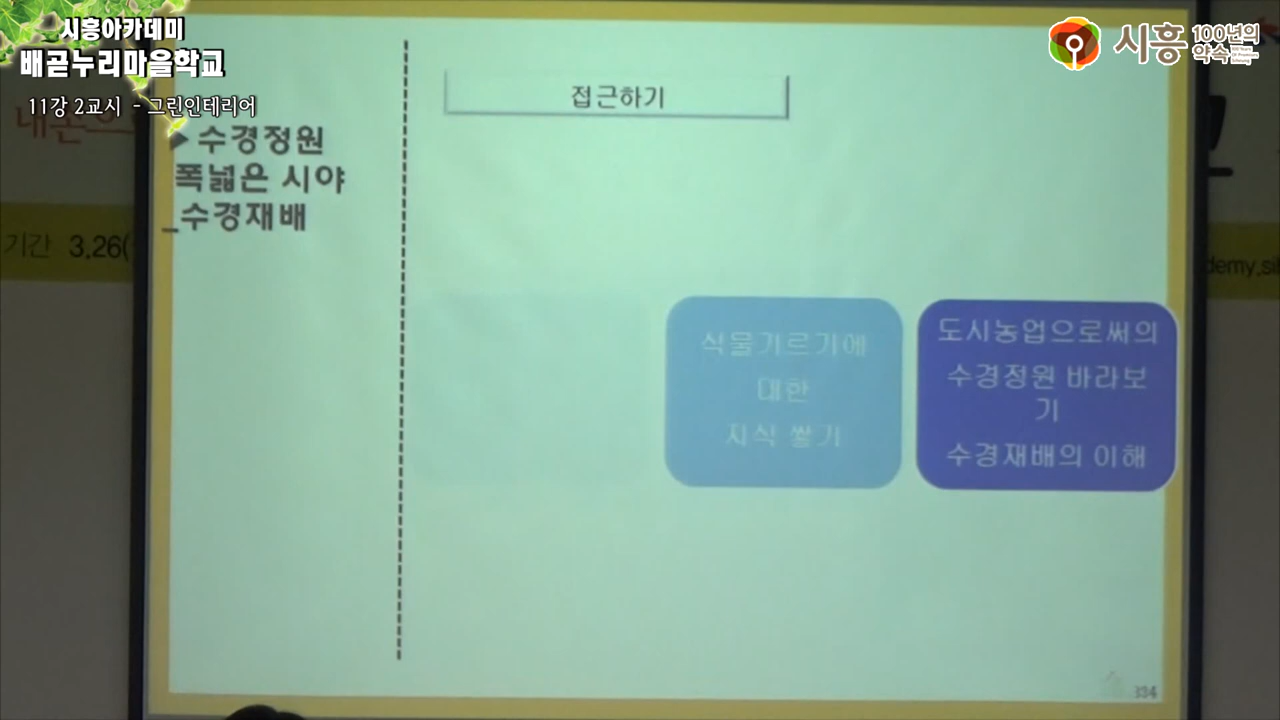 시흥아카데미
배곧누리마을학교
11강 2교시 - 그린인테리어
시흥 100년의 약속
접근하기
수경정원
폭넓은 시야
_수경재배
기간 3.26(
demy.si
식물기르기에
대한
지식 쌓기
도시농업으로써의
수경정원 바라보
기
수경재배의 이해
334